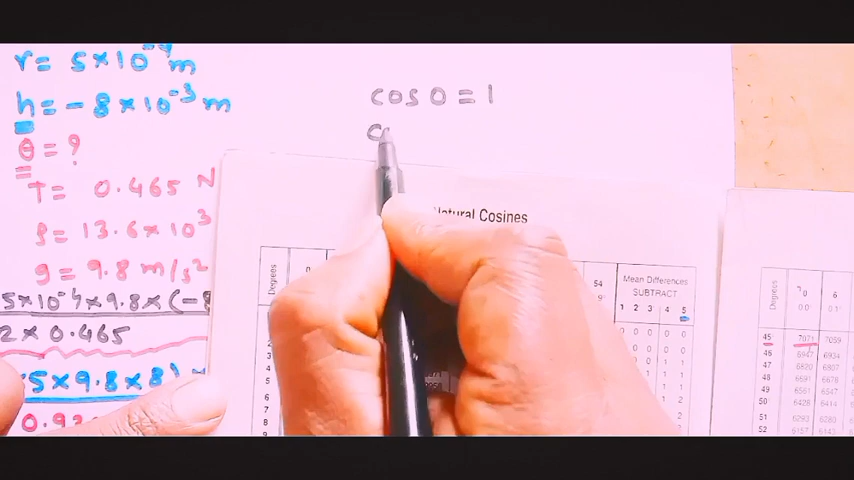 r = 5×10⁻⁴ m
h = -8×10⁻³ m
θ = ?
T = 0.465 N
ρ = 13.6×10³
g = 9.8 m/s²
5×10⁻⁴×9.8×(-8
2×0.465
.5×9.8×8)
0.93
cos 0 = 1
Natural Cosines
Degrees
54
Mean Differences
SUBTRACT
1 2 3 4 5
0 0 0 0
Degrees
6
45 7071 7059
46 6947 6934
47 6820 6807
48 6691 6678
49 6561 6547
50 6428 6414
51 6293 6280
52 6157 6143